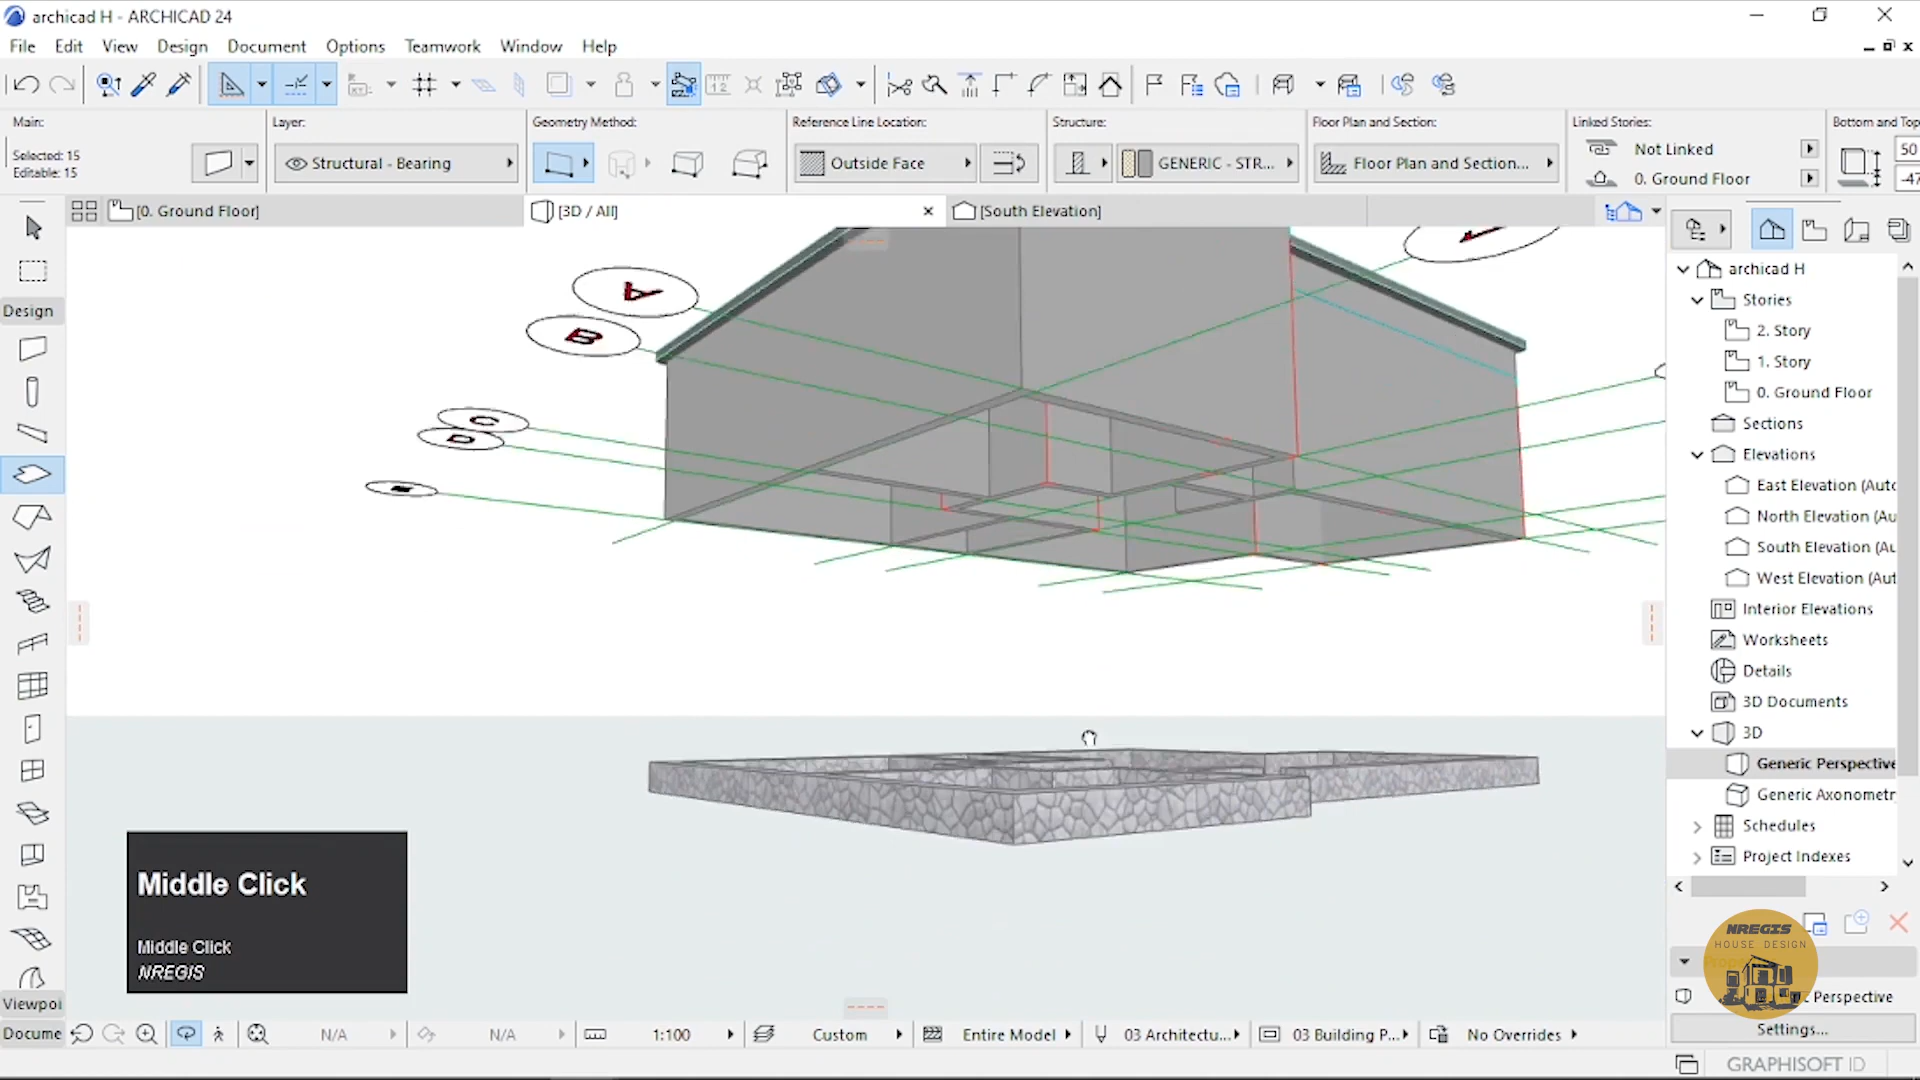 archicad H - ARCHICAD 24
File Edit View Design Document Options Teamwork Window Help
Main: Layer: Geometry Method: Reference Line Location: Structure: Floor Plan and Section: Linked Stories: Bottom and Top
Selected: 15
Editable: 15
Structural - Bearing
Outside Face
GENERIC - STR...
Floor Plan and Section...
Not Linked
0. Ground Floor
50
-47
[0. Ground Floor]
[3D / All]
[South Elevation]
Design
A
B
C
D
archicad H
Stories
2. Story
1. Story
0. Ground Floor
Sections
Elevations
East Elevation (Auto
North Elevation (Au
South Elevation (Au
West Elevation (Aut
Interior Elevations
Worksheets
Details
3D Documents
3D
Generic Perspective
Generic Axonometr
Schedules
Project Indexes
Middle Click
Middle Click
NREGIS
NREGIS
HOUSE DESIGN
Perspective
Settings...
Viewpoi
Docume
N/A
N/A
1:100
Custom
Entire Model
03 Architectu...
03 Building P...
No Overrides
GRAPHISOFT ID